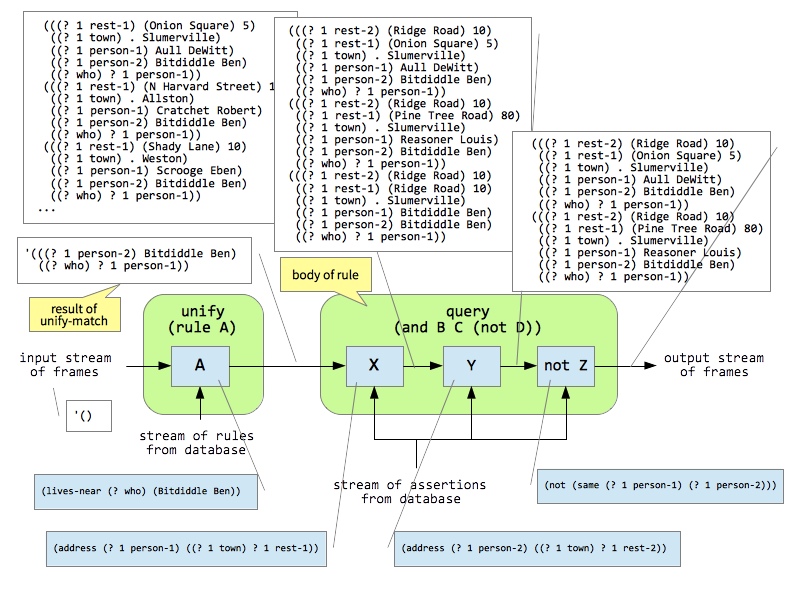 (((? 1 rest-1) (Onion Square) 5)
((? 1 town) . Slumerville)
((? 1 person-1) Aull DeWitt)
((? 1 person-2) Bitdiddle Ben)
((? who) ? 1 person-1))
(((? 1 rest-1) (N Harvard Street) 1
((? 1 town) . Allston)
((? 1 person-1) Cratchet Robert)
((? 1 person-2) Bitdiddle Ben)
((? who) ? 1 person-1))
(((? 1 rest-1) (Shady Lane) 10)
((? 1 town) . Weston)
((? 1 person-1) Scrooge Eben)
((? 1 person-2) Bitdiddle Ben)
((? who) ? 1 person-1))
...
(((? 1 rest-2) (Ridge Road) 10)
((? 1 rest-1) (Onion Square) 5)
((? 1 town) . Slumerville)
((? 1 person-1) Aull DeWitt)
((? 1 person-2) Bitdiddle Ben)
((? who) ? 1 person-1))
(((? 1 rest-2) (Ridge Road) 10)
((? 1 rest-1) (Pine Tree Road) 80)
((? 1 town) . Slumerville)
((? 1 person-1) Reasoner Louis)
((? 1 person-2) Bitdiddle Ben)
((? who) ? 1 person-1))
(((? 1 rest-2) (Ridge Road) 10)
((? 1 rest-1) (Ridge Road) 10)
((? 1 town) . Slumerville)
((? 1 person-1) Bitdiddle Ben)
((? 1 person-2) Bitdiddle Ben)
((? who) ? 1 person-1))
(((? 1 rest-2) (Ridge Road) 10)
((? 1 rest-1) (Onion Square) 5)
((? 1 town) . Slumerville)
((? 1 person-1) Aull DeWitt)
((? 1 person-2) Bitdiddle Ben)
((? who) ? 1 person-1))
(((? 1 rest-2) (Ridge Road) 10)
((? 1 rest-1) (Pine Tree Road) 80)
((? 1 town) . Slumerville)
((? 1 person-1) Reasoner Louis)
((? 1 person-2) Bitdiddle Ben)
((? who) ? 1 person-1))
'(((? 1 person-2) Bitdiddle Ben)
((? who) ? 1 person-1))
result of
unify-match
body of rule
unify
(rule A)
query
(and B C (not D))
input stream
of frames
A
X
Y
not Z
output stream
of frames
'()
stream of rules
from database
stream of assertions
from database
(lives-near (? who) (Bitdiddle Ben))
(not (same (? 1 person-1) (? 1 person-2)))
(address (? 1 person-1) ((? 1 town) ? 1 rest-1))
(address (? 1 person-2) ((? 1 town) ? 1 rest-2))